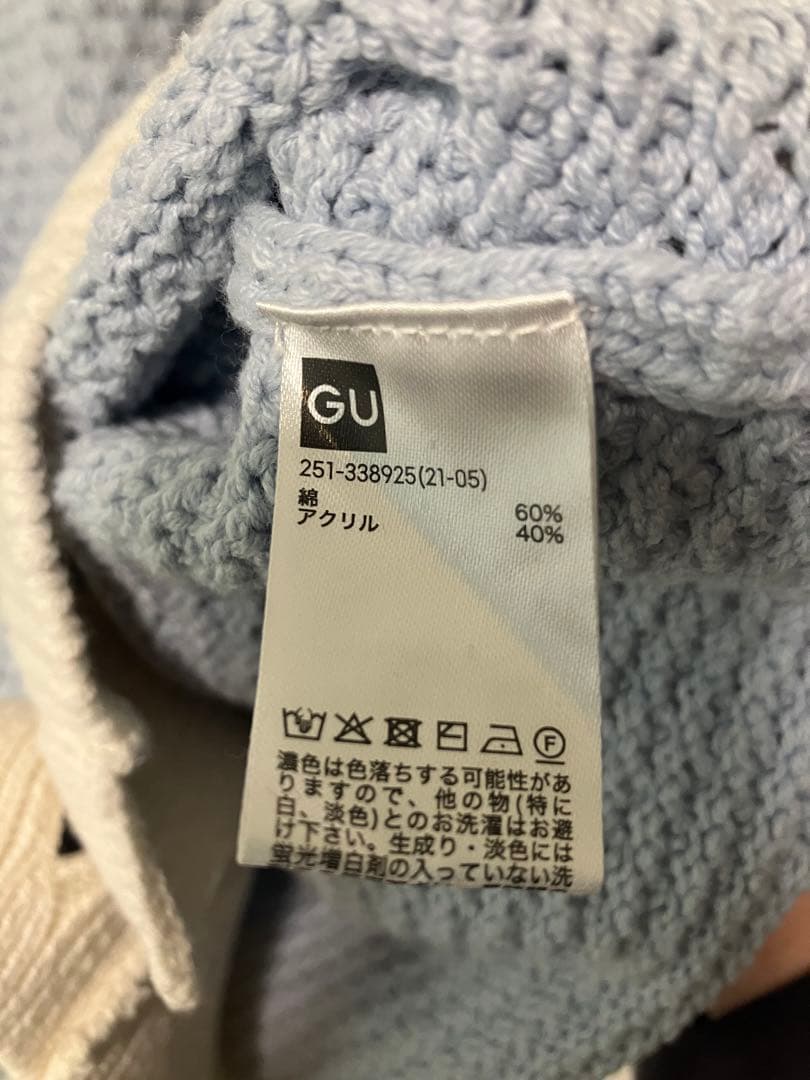 GU
251-338925(21-05)
綿 60%
アクリル 40%
F
濃色は色落ちする可能性があ
りますので、他の物(特に
白、淡色)とのお洗濯はお避
け下さい。生成り・淡色には
蛍光増白剤の入っていない洗